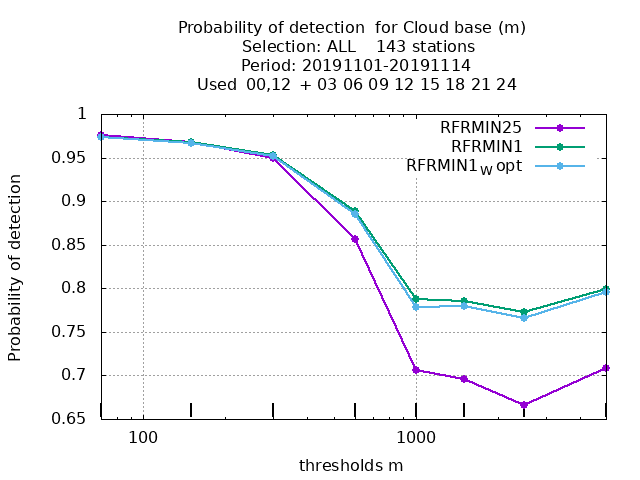 Probability of detection  for Cloud base (m)
Selection: ALL    143 stations
Period: 20191101-20191114
Used  00,12  + 03 06 09 12 15 18 21 24
RFRMIN25
RFRMIN1
RFRMIN1W opt
1
0.95
0.9
0.85
0.8
0.75
0.7
0.65
Probability of detection
100
1000
thresholds m